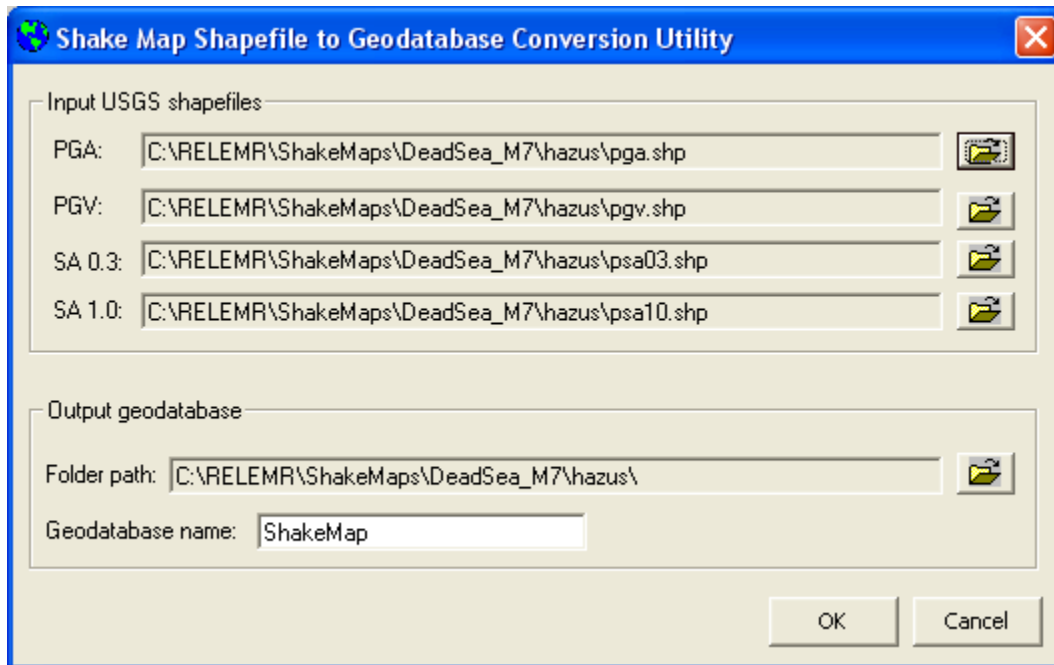 Shake Map Shapefile to Geodatabase Conversion Utility
Input USGS shapefiles
PGA: C:\RELEMR\ShakeMaps\DeadSea_M7\hazus\pga.shp
PGV: C:\RELEMR\ShakeMaps\DeadSea_M7\hazus\pgv.shp
SA 0.3: C:\RELEMR\ShakeMaps\DeadSea_M7\hazus\psa03.shp
SA 1.0: C:\RELEMR\ShakeMaps\DeadSea_M7\hazus\psa10.shp
Output geodatabase
Folder path: C:\RELEMR\ShakeMaps\DeadSea_M7\hazus\
Geodatabase name: ShakeMap
OK Cancel